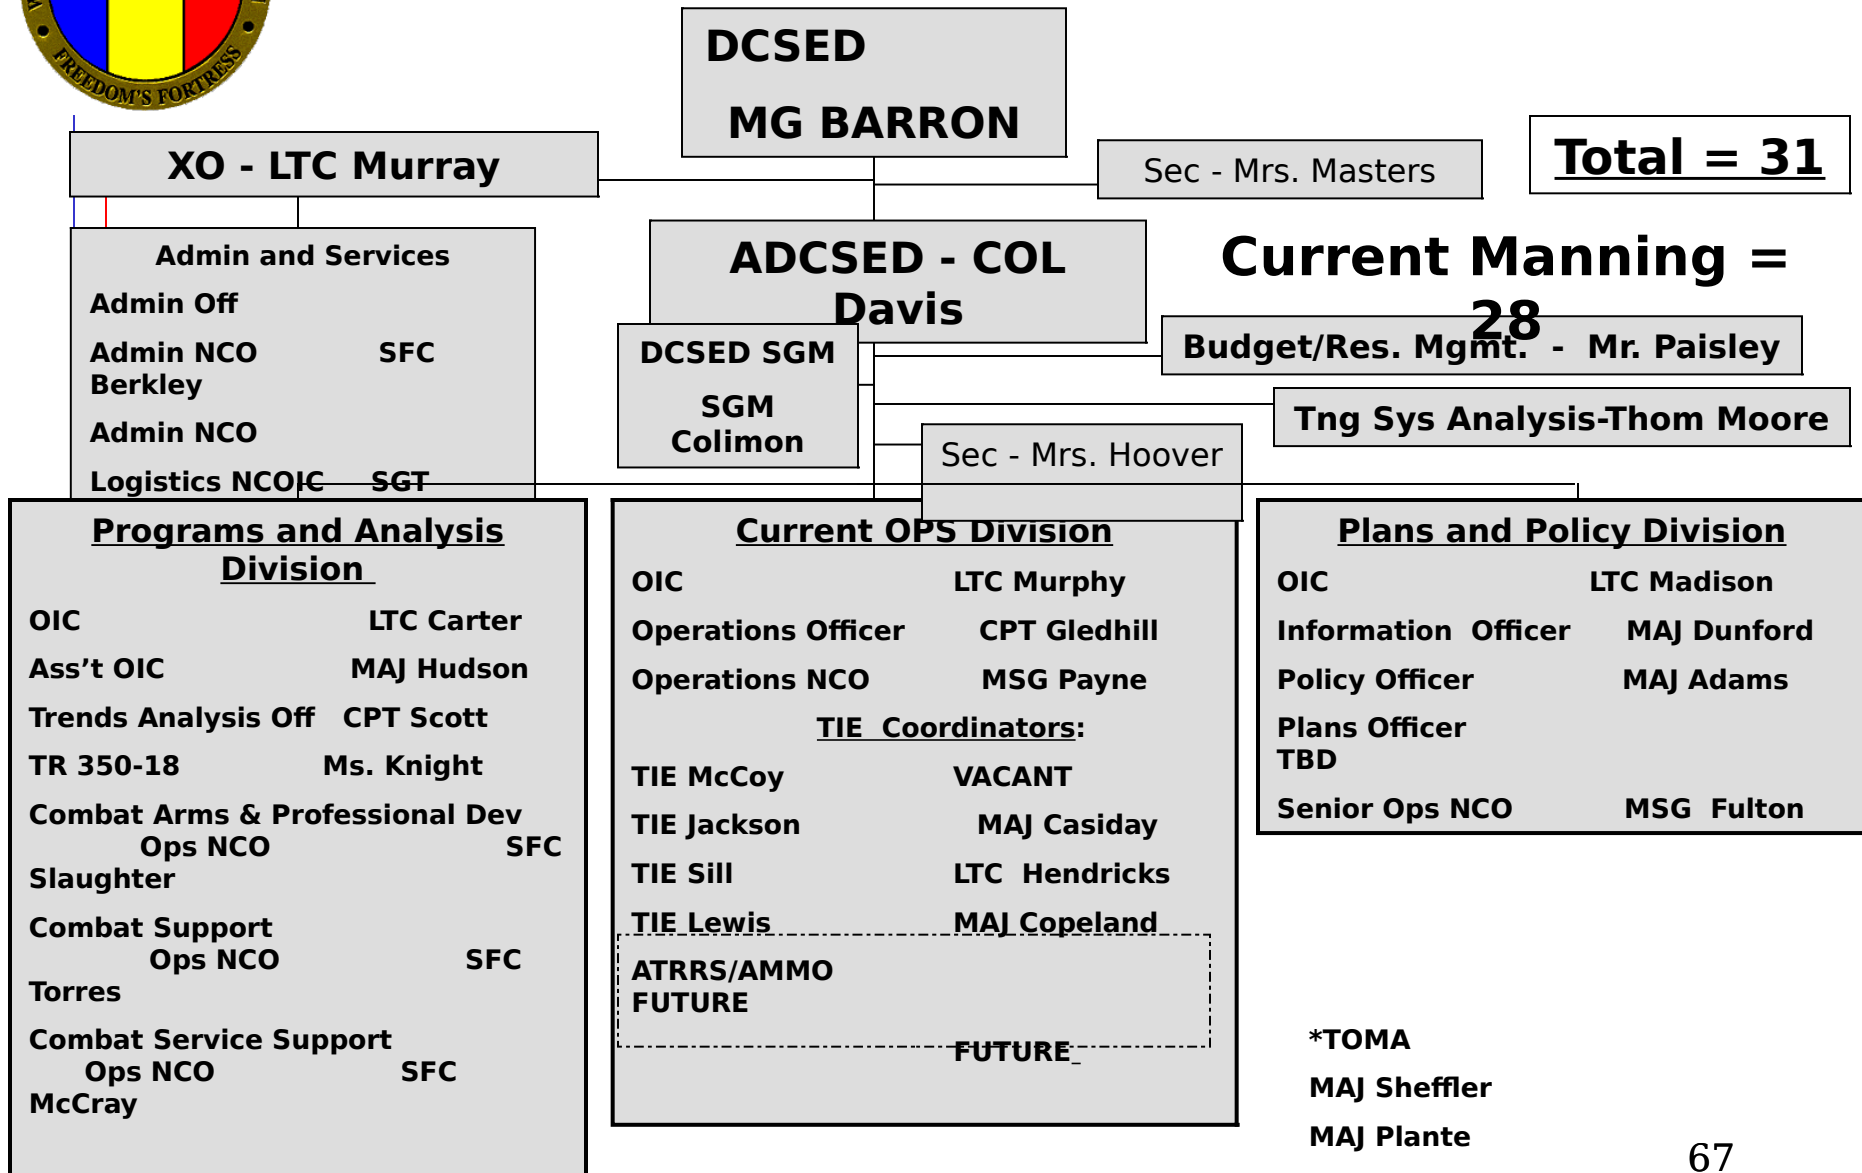 FREEDOM'S FORTRESS
DCSED
MG BARRON
XO - LTC Murray
Sec - Mrs. Masters
Total = 31
Admin and Services
Admin Off
Admin NCO SFC
Berkley
Admin NCO
Logistics NCOIC SGT
ADCSED - COL
Davis
Current Manning =
28
DCSED SGM
SGM
Colimon
Budget/Res. Mgmt. - Mr. Paisley
Tng Sys Analysis-Thom Moore
Sec - Mrs. Hoover
Programs and Analysis
Division
OIC LTC Carter
Ass’t OIC MAJ Hudson
Trends Analysis Off CPT Scott
TR 350-18 Ms. Knight
Combat Arms & Professional Dev
Ops NCO SFC
Slaughter
Combat Support
Ops NCO SFC
Torres
Combat Service Support
Ops NCO SFC
McCray
Current OPS Division
OIC LTC Murphy
Operations Officer CPT Gledhill
Operations NCO MSG Payne
TIE Coordinators:
TIE McCoy VACANT
TIE Jackson MAJ Casiday
TIE Sill LTC Hendricks
TIE Lewis MAJ Copeland
ATRRS/AMMO
FUTURE
FUTURE_
Plans and Policy Division
OIC LTC Madison
Information Officer MAJ Dunford
Policy Officer MAJ Adams
Plans Officer
TBD
Senior Ops NCO MSG Fulton
*TOMA
MAJ Sheffler
MAJ Plante
67